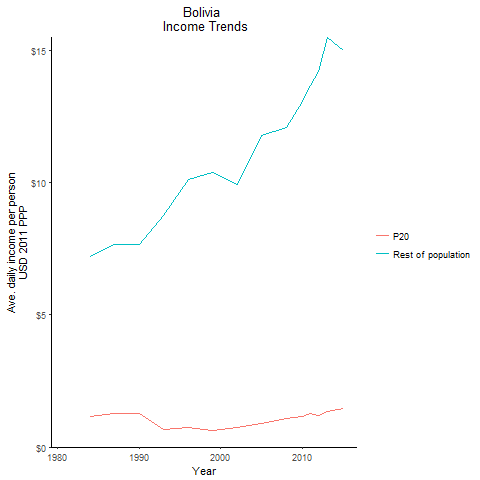 Bolivia
Income Trends
$15
$10
$5
$0
Ave. daily income per person
USD 2011 PPP
1980
1990
2000
2010
Year
P20
Rest of population